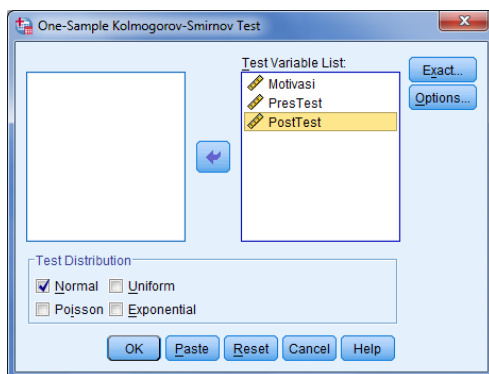 One-Sample Kolmogorov-Smirnov Test
Test Variable List:
Motivasi
PresTest
PostTest
Exact...
Options...
Test Distribution
Normal Uniform
Poisson Exponential
OK Paste Reset Cancel Help